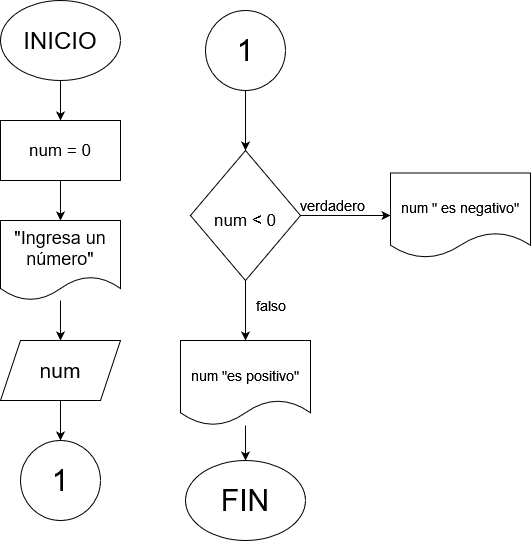 INICIO
num = 0
"Ingresa un
número"
num
1
1
num < 0
verdadero
num " es negativo"
falso
num "es positivo"
FIN